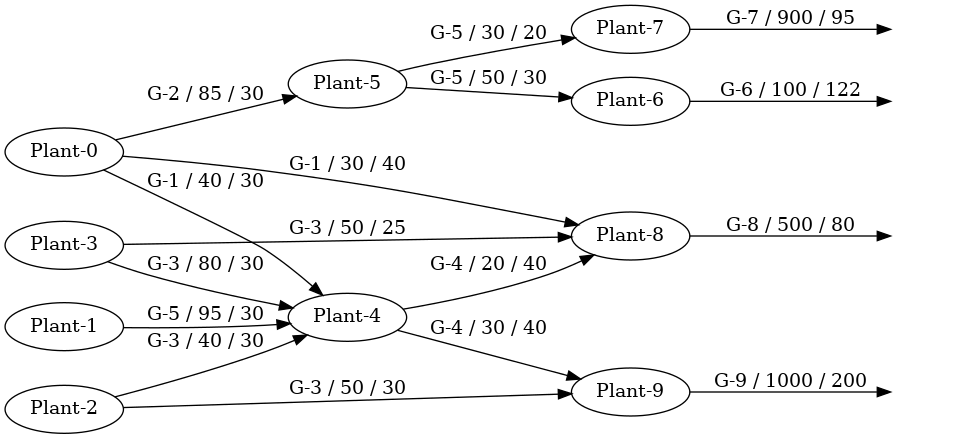 G-7 / 900 / 95
Plant-7
G-5 / 30 / 20
Plant-5
G-5 / 50 / 30
G-6 / 100 / 122
Plant-6
G-2 / 85 / 30
Plant-0
G-1 / 30 / 40
G-1 / 40 / 30
G-8 / 500 / 80
Plant-8
G-3 / 50 / 25
Plant-3
G-3 / 80 / 30
G-4 / 20 / 40
G-5 / 95 / 30
Plant-4
Plant-1
G-4 / 30 / 40
G-3 / 40 / 30
G-9 / 1000 / 200
Plant-9
G-3 / 50 / 30
Plant-2